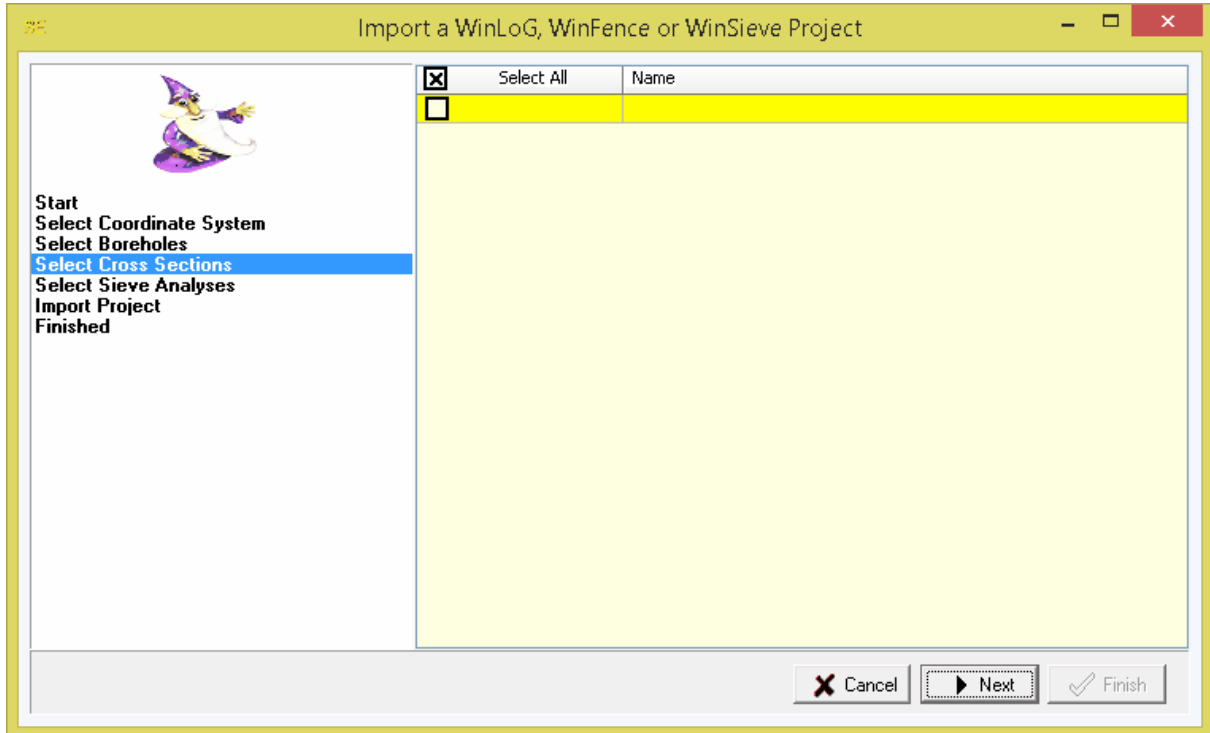 Import a WinLoG, WinFence or WinSieve Project
Select All Name
Start
Select Coordinate System
Select Boreholes
Select Cross Sections
Select Sieve Analyses
Import Project
Finished
Cancel Next Finish